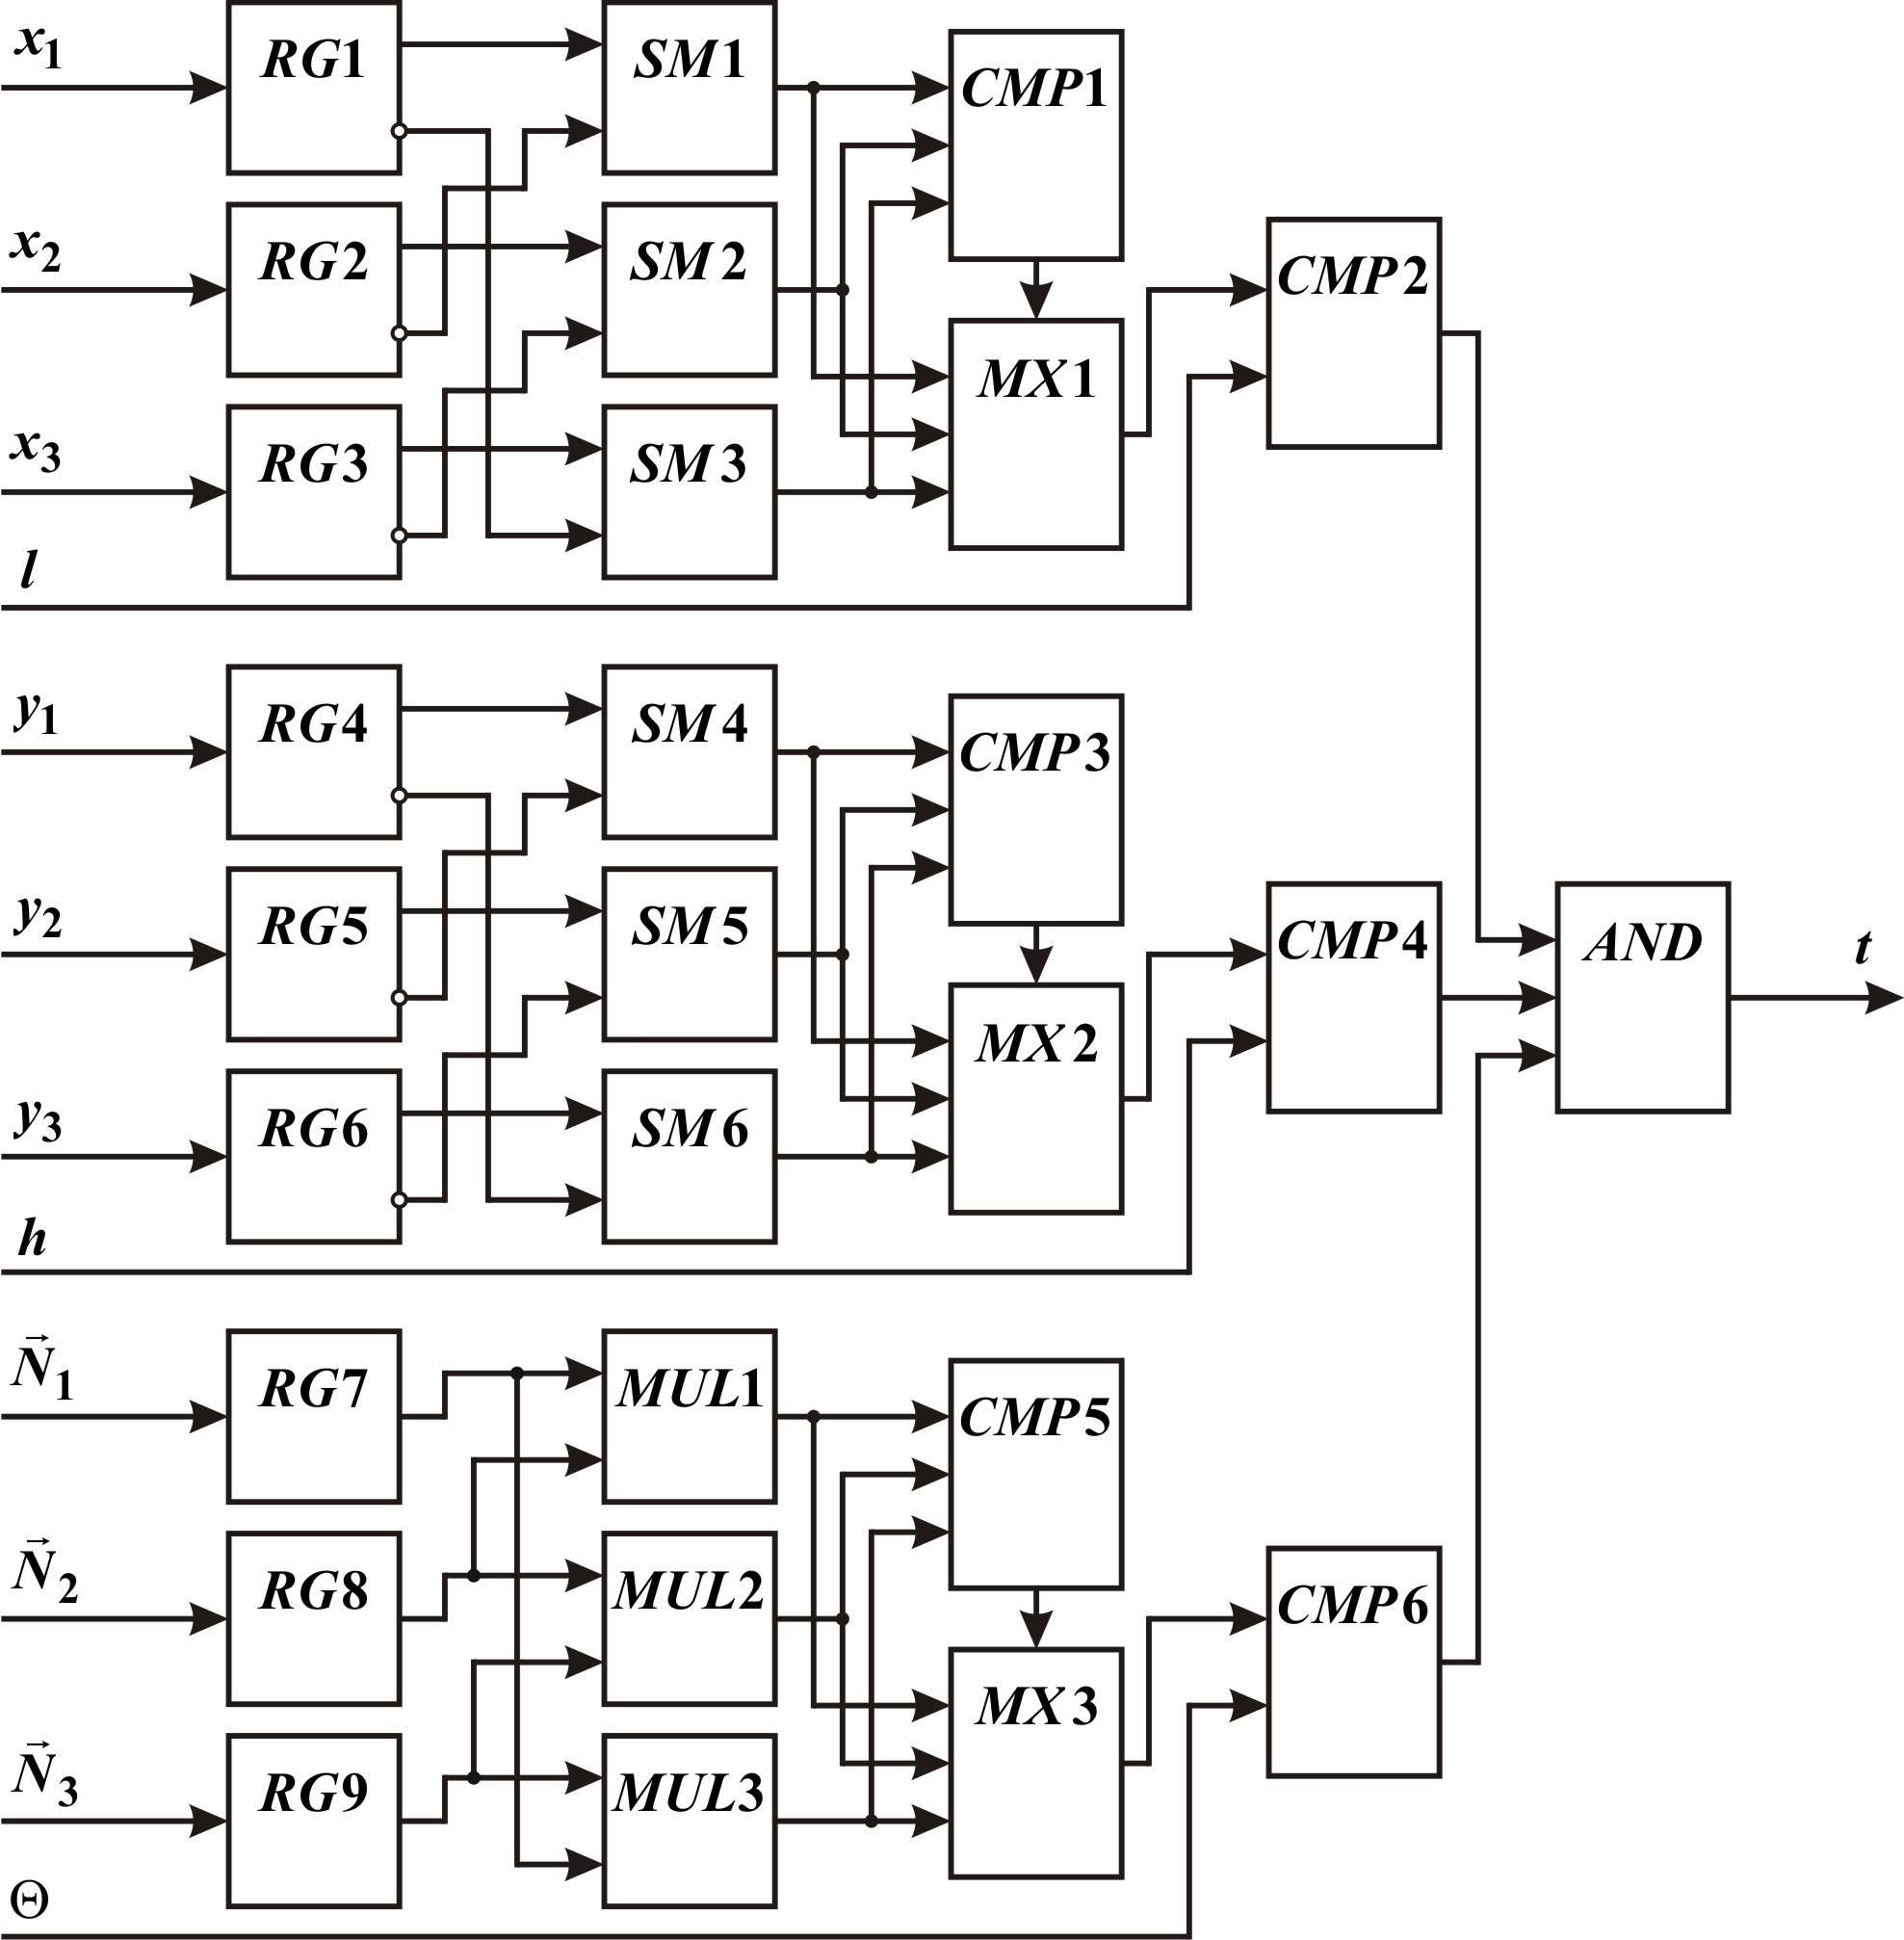 x1 RG1 SM1 CMP1
x2 RG2 SM2 CMP2
MX1
x3 RG3 SM3
l
y1 RG4 SM4 CMP3
y2 RG5 SM5 CMP4 AND t
MX2
y3 RG6 SM6
h
N⃗1 RG7 MUL1 CMP5
N⃗2 RG8 MUL2 CMP6
MX3
N⃗3 RG9 MUL3
Θ